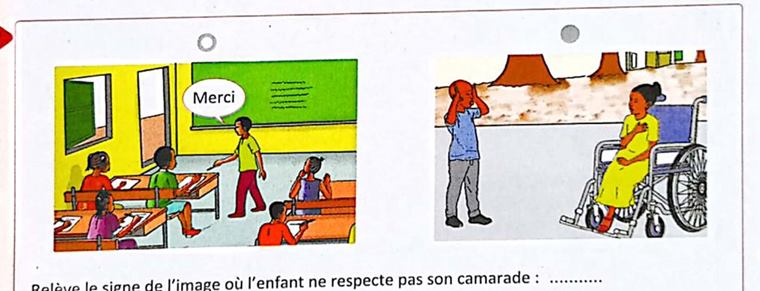 Merci
Relève le signe de l'image où l'enfant ne respecte pas son camarade : ...........